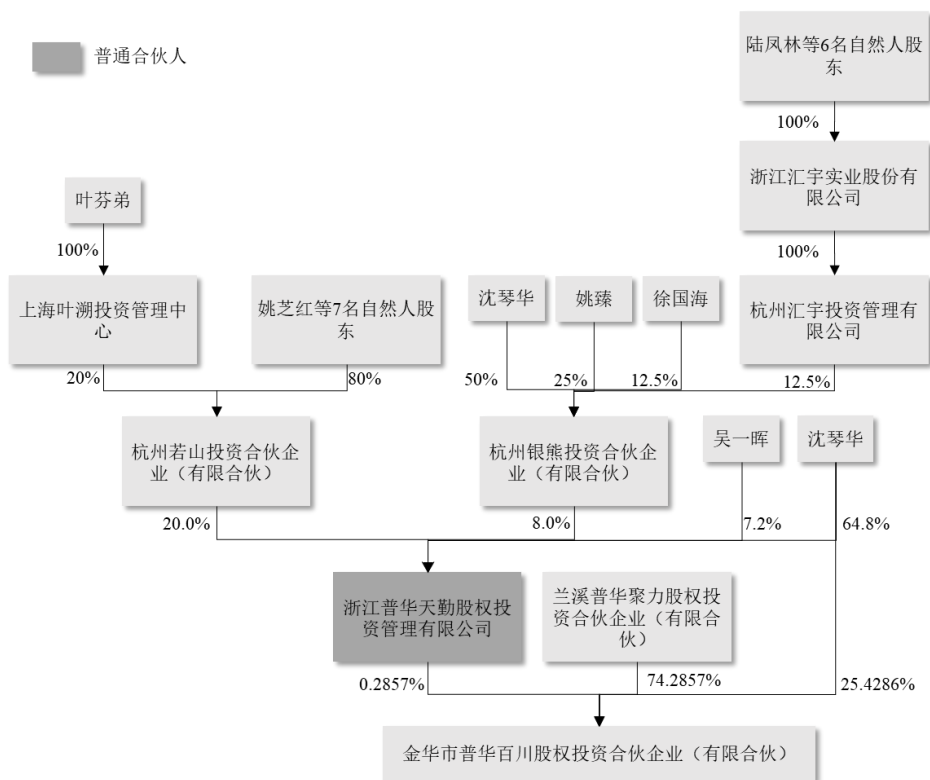 普通合伙人
陆凤林等6名自然人股
东
100%
浙江汇宇实业股份有
限公司
叶芬弟
100%
100%
上海叶溯投资管理中
心
姚芝红等7名自然人股
东
沈琴华
姚臻
徐国海
杭州汇宇投资管理有
限公司
20%
80%
50%
25%
12.5%
12.5%
杭州若山投资合伙企
业（有限合伙）
杭州银熊投资合伙企
业（有限合伙）
吴一晖
沈琴华
20.0%
8.0%
7.2%
64.8%
浙江普华天勤股权投
资管理有限公司
兰溪普华聚力股权投
资合伙企业（有限合
伙）
0.2857%
74.2857%
25.4286%
金华市普华百川股权投资合伙企业（有限合伙）